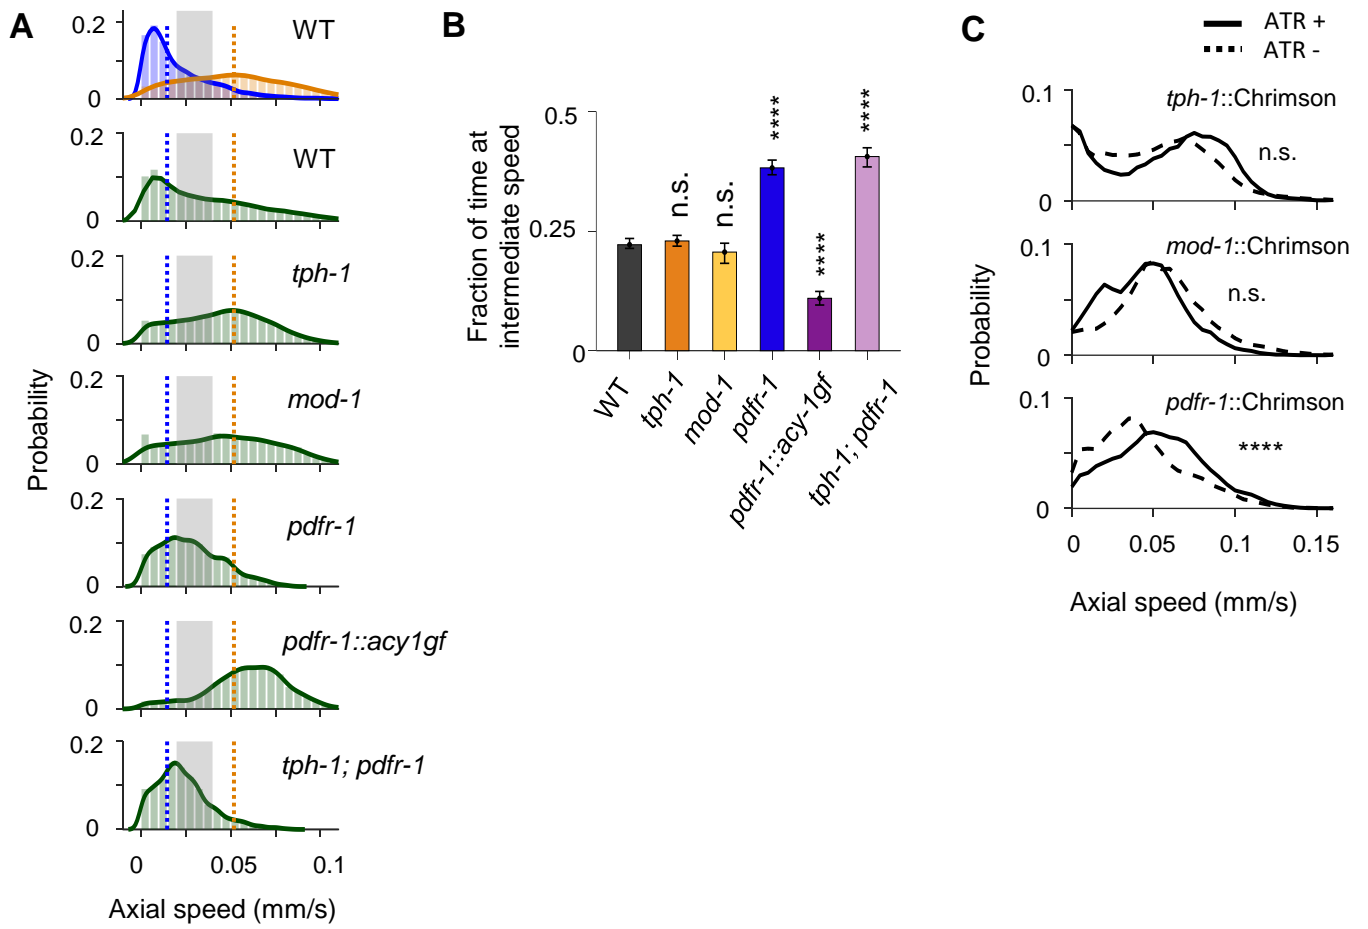 A
0.2
0
WT
0.2
0
WT
0.2
0
tph-1
0.2
0
mod-1
0.2
0
pdfr-1
0.2
0
pdfr-1::acy1gf
0.2
0
tph-1; pdfr-1
0 0.05 0.1
Axial speed (mm/s)
Probability
B
Fraction of time at
intermediate speed
0.5
0.25
0
n.s.
n.s.
****
****
****
WT
tph-1
mod-1
pdfr-1
pdfr-1::acy-1gf
tph-1; pdfr-1
C
ATR +
ATR -
0.1
0
tph-1::Chrimson
n.s.
0.1
0
mod-1::Chrimson
n.s.
0.1
0
pdfr-1::Chrimson
****
0 0.05 0.1 0.15
Axial speed (mm/s)
Probability